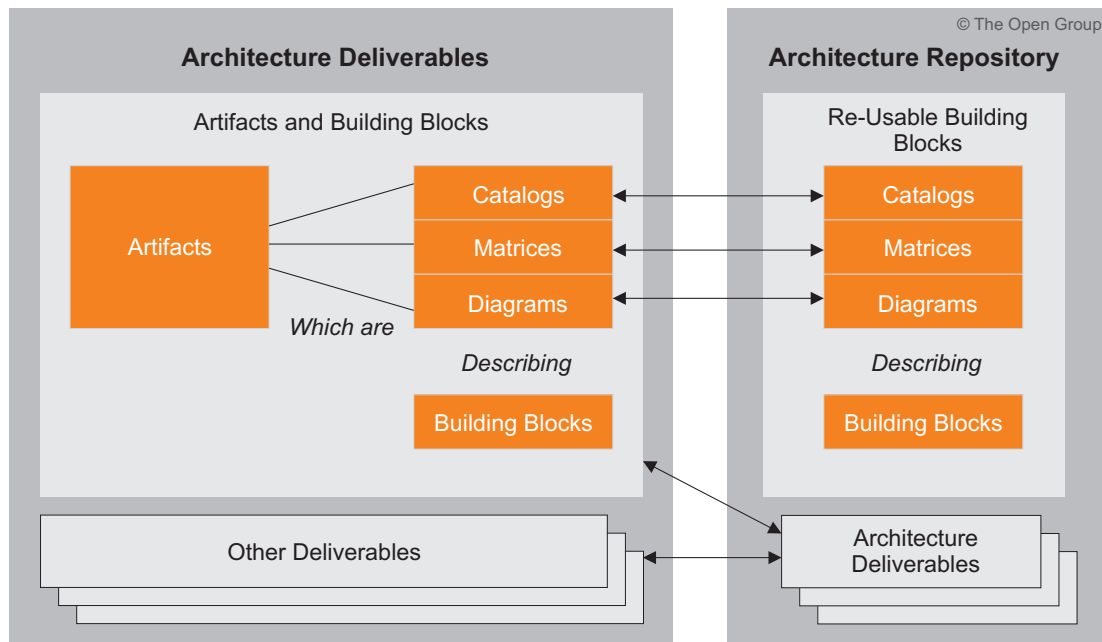 © The Open Group
Architecture Deliverables
Architecture Repository
Artifacts and Building Blocks
Artifacts
Catalogs
Matrices
Diagrams
Which are
Describing
Building Blocks
Other Deliverables
Re-Usable Building
Blocks
Catalogs
Matrices
Diagrams
Describing
Building Blocks
Architecture
Deliverables